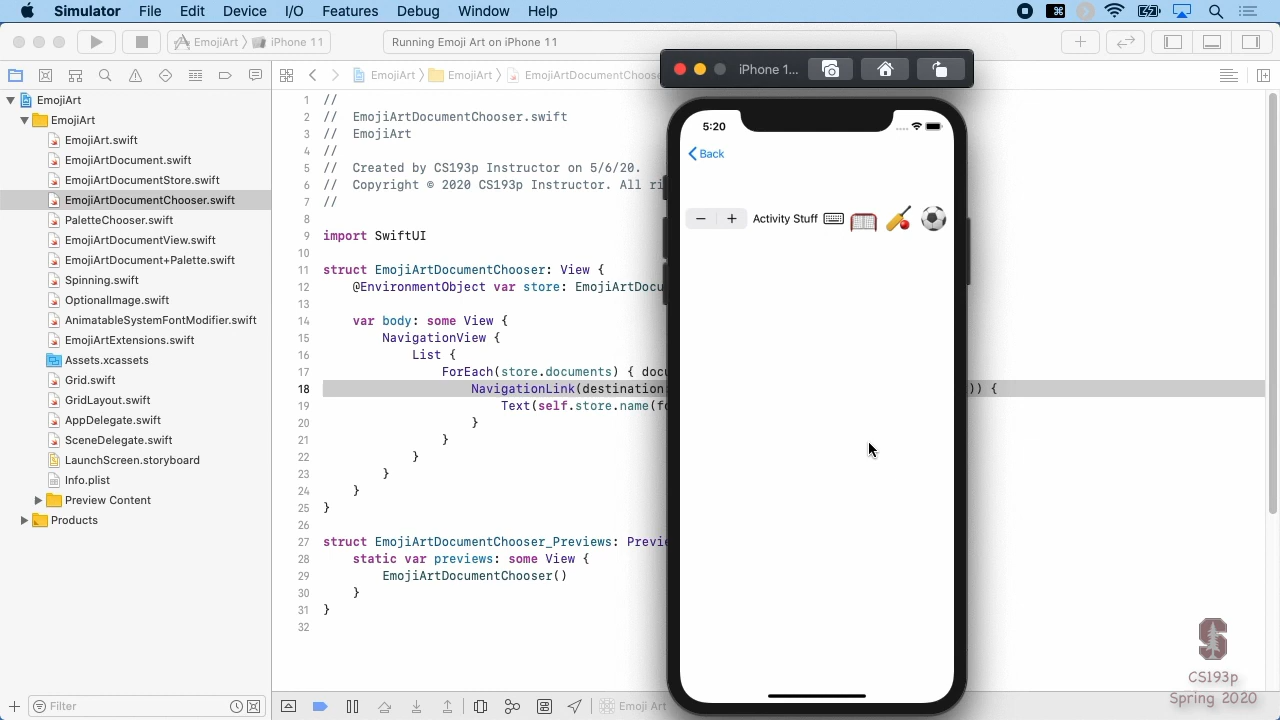 Simulator File Edit Device I/O Features Debug Window Help
EmojiArt iPhone 11 Running Emoji Art on iPhone 11
EmojiArt EmojiArt EmojiArtDocumentChoose
iPhone 1...
EmojiArt
EmojiArt
EmojiArt.swift
EmojiArtDocument.swift
EmojiArtDocumentStore.swift
EmojiArtDocumentChooser.swift
PaletteChooser.swift
EmojiArtDocumentView.swift
EmojiArtDocument+Palette.swift
Spinning.swift
OptionalImage.swift
AnimatableSystemFontModifier.swift
EmojiArtExtensions.swift
Assets.xcassets
Grid.swift
GridLayout.swift
AppDelegate.swift
SceneDelegate.swift
LaunchScreen.storyboard
Info.plist
Preview Content
Products
Filter
1 //
2 // EmojiArtDocumentChooser.swift
3 // EmojiArt
4 //
5 // Created by CS193p Instructor on 5/6/20.
6 // Copyright © 2020 CS193p Instructor. All ri
7 //
8
9 import SwiftUI
10
11 struct EmojiArtDocumentChooser: View {
12 @EnvironmentObject var store: EmojiArtDocu
13
14 var body: some View {
15 NavigationView {
16 List {
17 ForEach(store.documents) { docu
18 NavigationLink(destination )) {
19 Text(self.store.name(fo
20 }
21 }
22 }
23 }
24 }
25 }
26
27 struct EmojiArtDocumentChooser_Previews: Previe
28 static var previews: some View {
29 EmojiArtDocumentChooser()
30 }
31 }
32
Emoji Art
5:20
Back
− + Activity Stuff
CS193p
Spring 2020